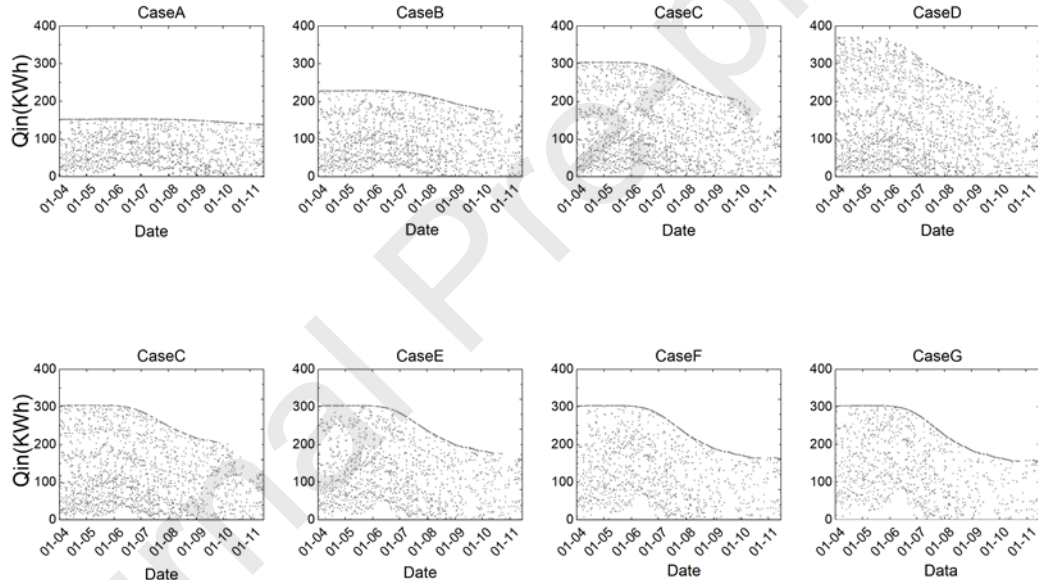 CaseA CaseB CaseC CaseD
400 400 400 400
300 300 300 300
200 200 200 200
100 100 100 100
0 0 0 0
Qin(KWh)
01-04 01-05 01-06 01-07 01-08 01-09 01-10 01-11 01-04 01-05 01-06 01-07 01-08 01-09 01-10 01-11 01-04 01-05 01-06 01-07 01-08 01-09 01-10 01-11 01-04 01-05 01-06 01-07 01-08 01-09 01-10 01-11
Date Date Date Date
CaseC CaseE CaseF CaseG
400 400 400 400
300 300 300 300
200 200 200 200
100 100 100 100
0 0 0 0
Qin(KWh)
01-04 01-05 01-06 01-07 01-08 01-09 01-10 01-11 01-04 01-05 01-06 01-07 01-08 01-09 01-10 01-11 01-04 01-05 01-06 01-07 01-08 01-09 01-10 01-11 01-04 01-05 01-06 01-07 01-08 01-09 01-10 01-11
Date Date Date Data